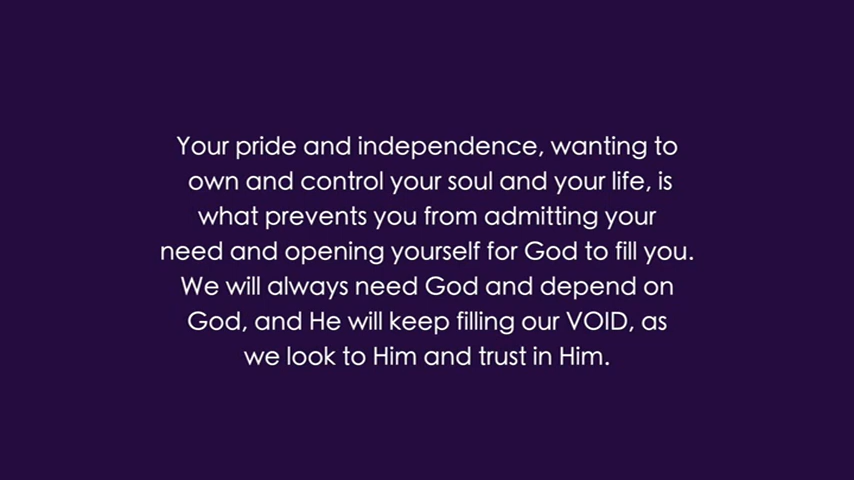 Your pride and independence, wanting to
own and control your soul and your life, is
what prevents you from admitting your
need and opening yourself for God to fill you.
We will always need God and depend on
God, and He will keep filling our VOID, as
we look to Him and trust in Him.